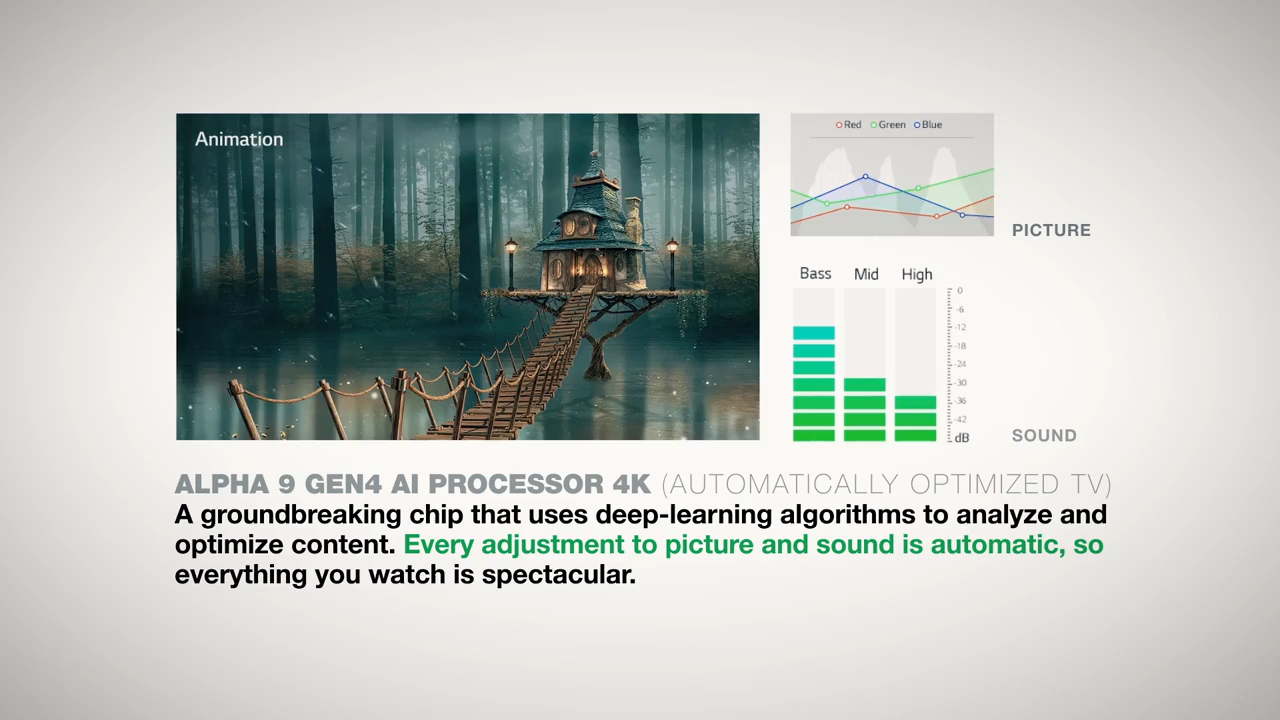 Animation
Red Green Blue
PICTURE
Bass Mid High
0
-6
-12
-18
-24
-30
-36
-42
dB
SOUND
ALPHA 9 GEN4 AI PROCESSOR 4K (AUTOMATICALLY OPTIMIZED TV)
A groundbreaking chip that uses deep-learning algorithms to analyze and
optimize content. Every adjustment to picture and sound is automatic, so
everything you watch is spectacular.